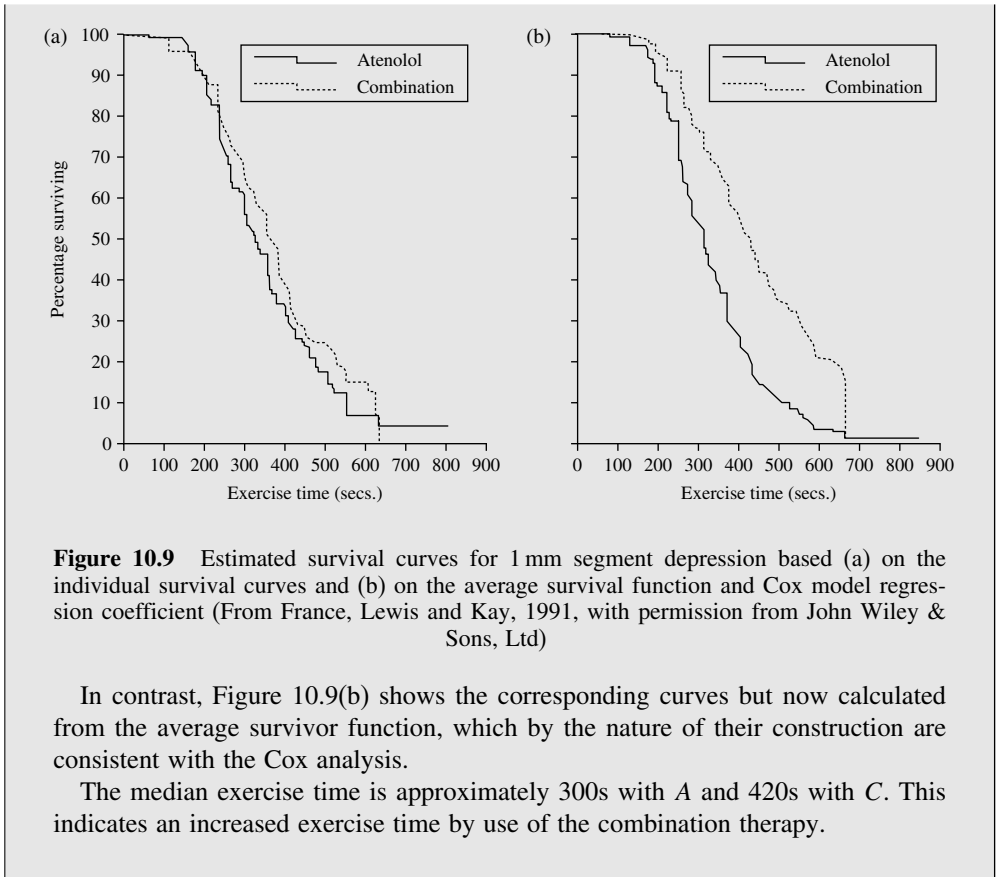 (a)
100
90
80
70
60
50
40
30
20
10
0
Percentage surviving
Atenolol
Combination
0 100 200 300 400 500 600 700 800 900
Exercise time (secs.)
(b)
Atenolol
Combination
0 100 200 300 400 500 600 700 800 900
Exercise time (secs.)
Figure 10.9 Estimated survival curves for 1 mm segment depression based (a) on the
individual survival curves and (b) on the average survival function and Cox model regres-
sion coefficient (From France, Lewis and Kay, 1991, with permission from John Wiley &
Sons, Ltd)
In contrast, Figure 10.9(b) shows the corresponding curves but now calculated
from the average survivor function, which by the nature of their construction are
consistent with the Cox analysis.
The median exercise time is approximately 300s with A and 420s with C. This
indicates an increased exercise time by use of the combination therapy.